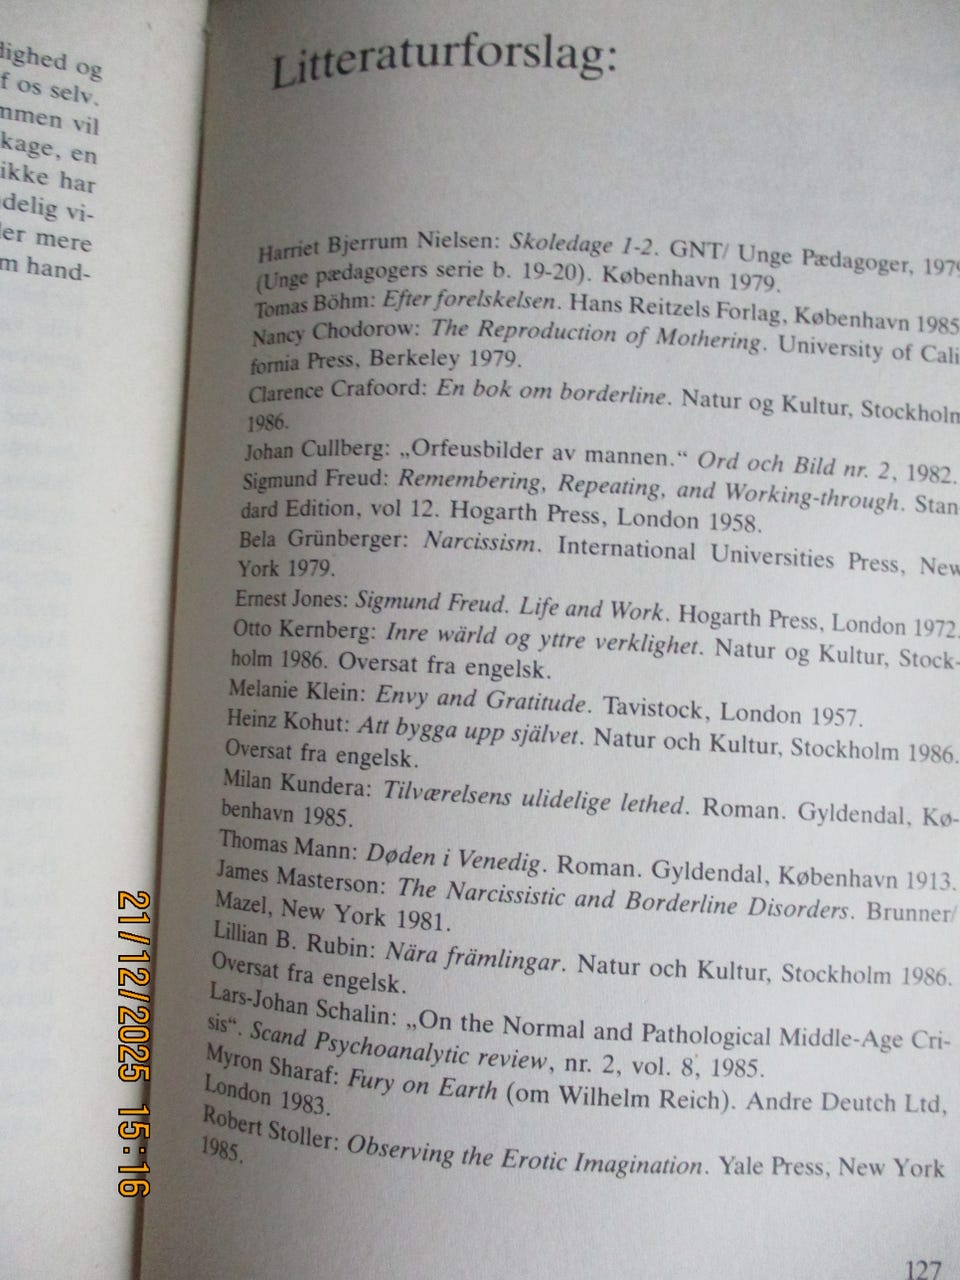 dighed og
f os selv.
mmen vil
kage, en
ikke har
delig vi-
ler mere
m hand-
Litteraturforslag:
Harriet Bjerrum Nielsen: Skoledage 1-2. GNT/ Unge Pædagoger, 1979
(Unge pædagogers serie b. 19-20). København 1979.
Tomas Böhm: Efter forelskelsen. Hans Reitzels Forlag, København 1985
Nancy Chodorow: The Reproduction of Mothering. University of Cali
fornia Press, Berkeley 1979.
Clarence Crafoord: En bok om borderline. Natur og Kultur, Stockholm
1986.
Johan Cullberg: „Orfeusbilder av mannen.“ Ord och Bild nr. 2, 1982.
Sigmund Freud: Remembering, Repeating, and Working-through. Stan-
dard Edition, vol 12. Hogarth Press, London 1958.
Bela Grünberger: Narcissism. International Universities Press, New
York 1979.
Ernest Jones: Sigmund Freud. Life and Work. Hogarth Press, London 1972.
Otto Kernberg: Inre wärld og yttre verklighet. Natur og Kultur, Stock-
holm 1986. Oversat fra engelsk.
Melanie Klein: Envy and Gratitude. Tavistock, London 1957.
Heinz Kohut: Att bygga upp självet. Natur och Kultur, Stockholm 1986.
Oversat fra engelsk.
Milan Kundera: Tilværelsens ulidelige lethed. Roman. Gyldendal, Kø-
benhavn 1985.
Thomas Mann: Døden i Venedig. Roman. Gyldendal, København 1913.
James Masterson: The Narcissistic and Borderline Disorders. Brunner/
Mazel, New York 1981.
Lillian B. Rubin: Nära främlingar. Natur och Kultur, Stockholm 1986.
Oversat fra engelsk.
Lars-Johan Schalin: „On the Normal and Pathological Middle-Age Cri-
sis“. Scand Psychoanalytic review, nr. 2, vol. 8, 1985.
Myron Sharaf: Fury on Earth (om Wilhelm Reich). Andre Deutch Ltd,
London 1983.
Robert Stoller: Observing the Erotic Imagination. Yale Press, New York
1985.
127
21/12/2025 15:16